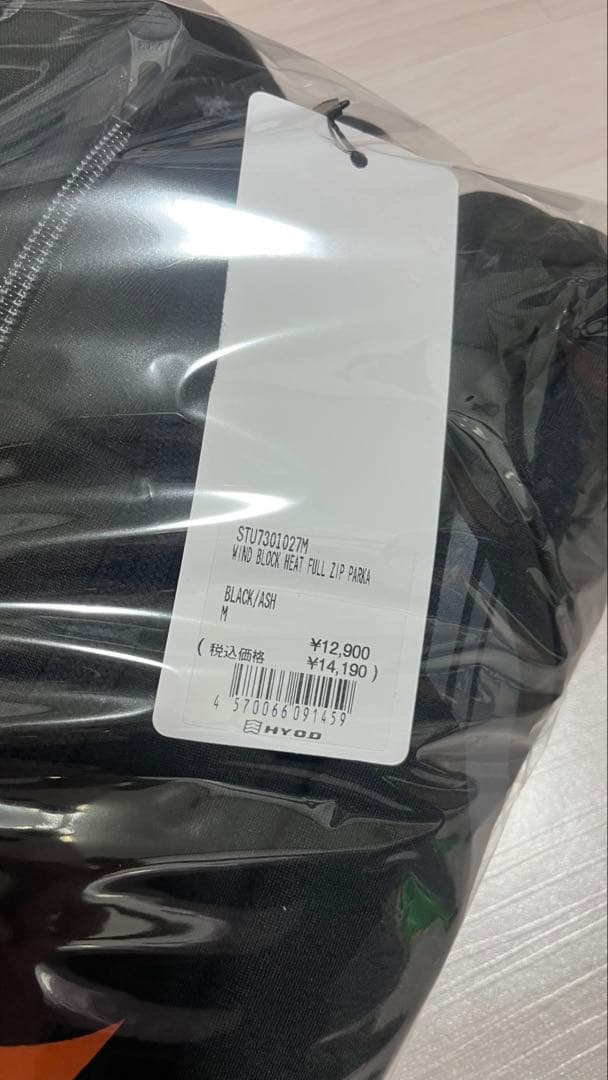 STU7301027M
WIND BLOCK HEAT FULL ZIP PARKA
BLACK/ASH
M
¥12,900
( 税込価格 ¥14,190 )
4 570066 091459
HYOD